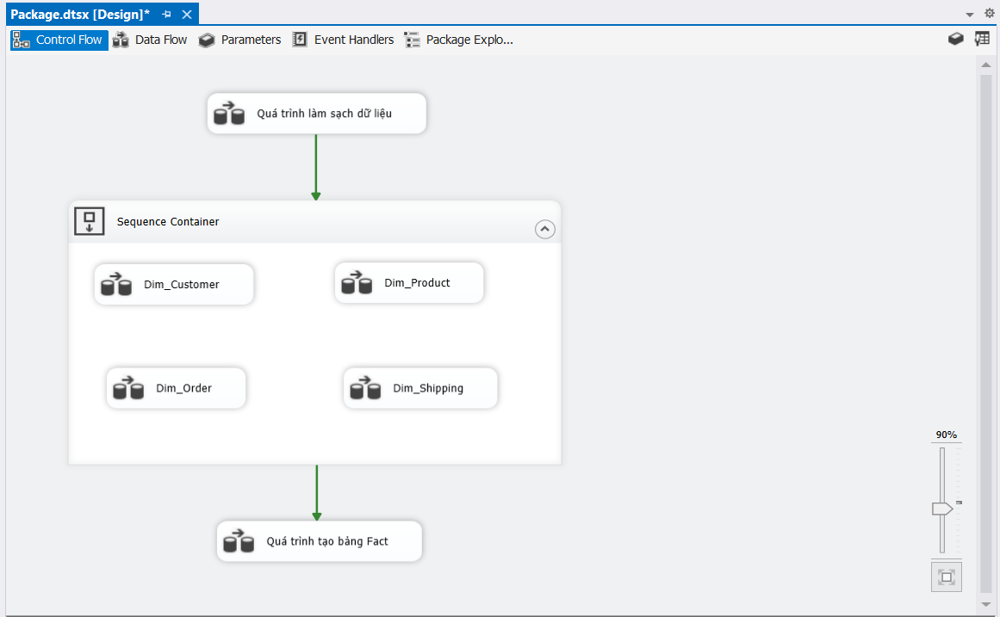 Package.dtsx [Design]*
Control Flow Data Flow Parameters Event Handlers Package Explo...
Quá trình làm sạch dữ liệu
Sequence Container
Dim_Customer Dim_Product
Dim_Order Dim_Shipping
90%
Quá trình tạo bảng Fact